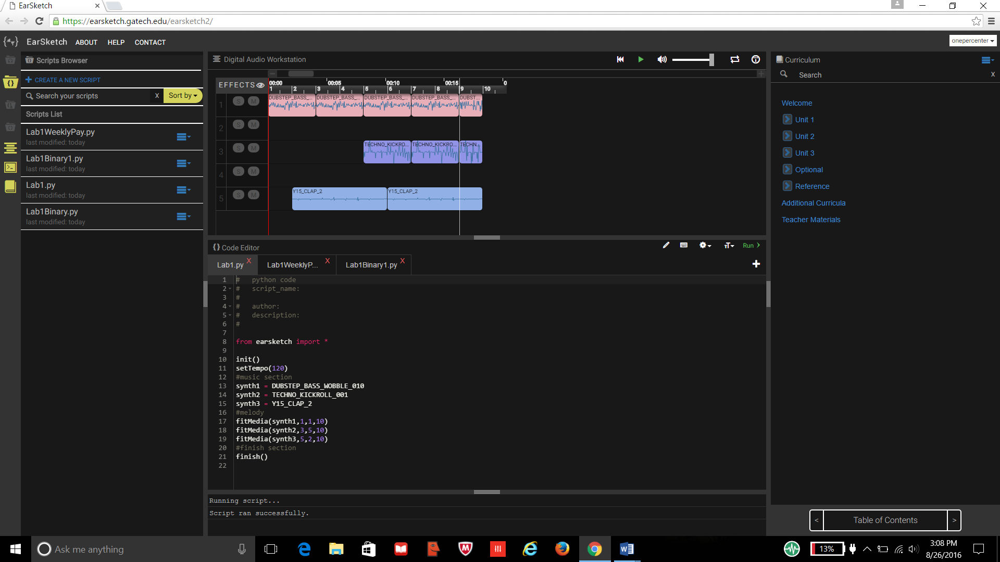 EarSketch
https://earsketch.gatech.edu/earsketch2/
EarSketch ABOUT HELP CONTACT
onepercenter
Scripts Browser
CREATE A NEW SCRIPT
Search your scripts X Sort by
Scripts List
Lab1WeeklyPay.py
last modified: today
Lab1Binary1.py
last modified: today
Lab1.py
last modified: today
Lab1Binary.py
last modified: today
Digital Audio Workstation
EFFECTS
00:00 00:05 00:10 00:15 0
1 2 3 4 5 6 7 8 9 10
1 S M DUBSTEP_BASS_... DUBSTEP_BASS_... DUBSTEP_BASS_... DUBSTEP_BASS_... DUBST...
2 S M
3 S M TECHNO_KICKRO... TECHNO_KICKRO... TECHN...
4 S M
5 S M Y15_CLAP_2 Y15_CLAP_2
{} Code Editor
Run
Lab1.py X Lab1WeeklyP... X Lab1Binary1.py X
1 # python code
2 # script_name:
3 #
4 # author:
5 # description:
6 #
7
8 from earsketch import *
9
10 init()
11 setTempo(120)
12 #music section
13 synth1 = DUBSTEP_BASS_WOBBLE_010
14 synth2 = TECHNO_KICKROLL_001
15 synth3 = Y15_CLAP_2
16 #melody
17 fitMedia(synth1,1,1,10)
18 fitMedia(synth2,3,5,10)
19 fitMedia(synth3,5,2,10)
20 #finish section
21 finish()
22
Running script...
Script ran successfully.
Curriculum
Search X
Welcome
Unit 1
Unit 2
Unit 3
Optional
Reference
Additional Curricula
Teacher Materials
< Table of Contents >
Ask me anything
13%
3:08 PM
8/26/2016